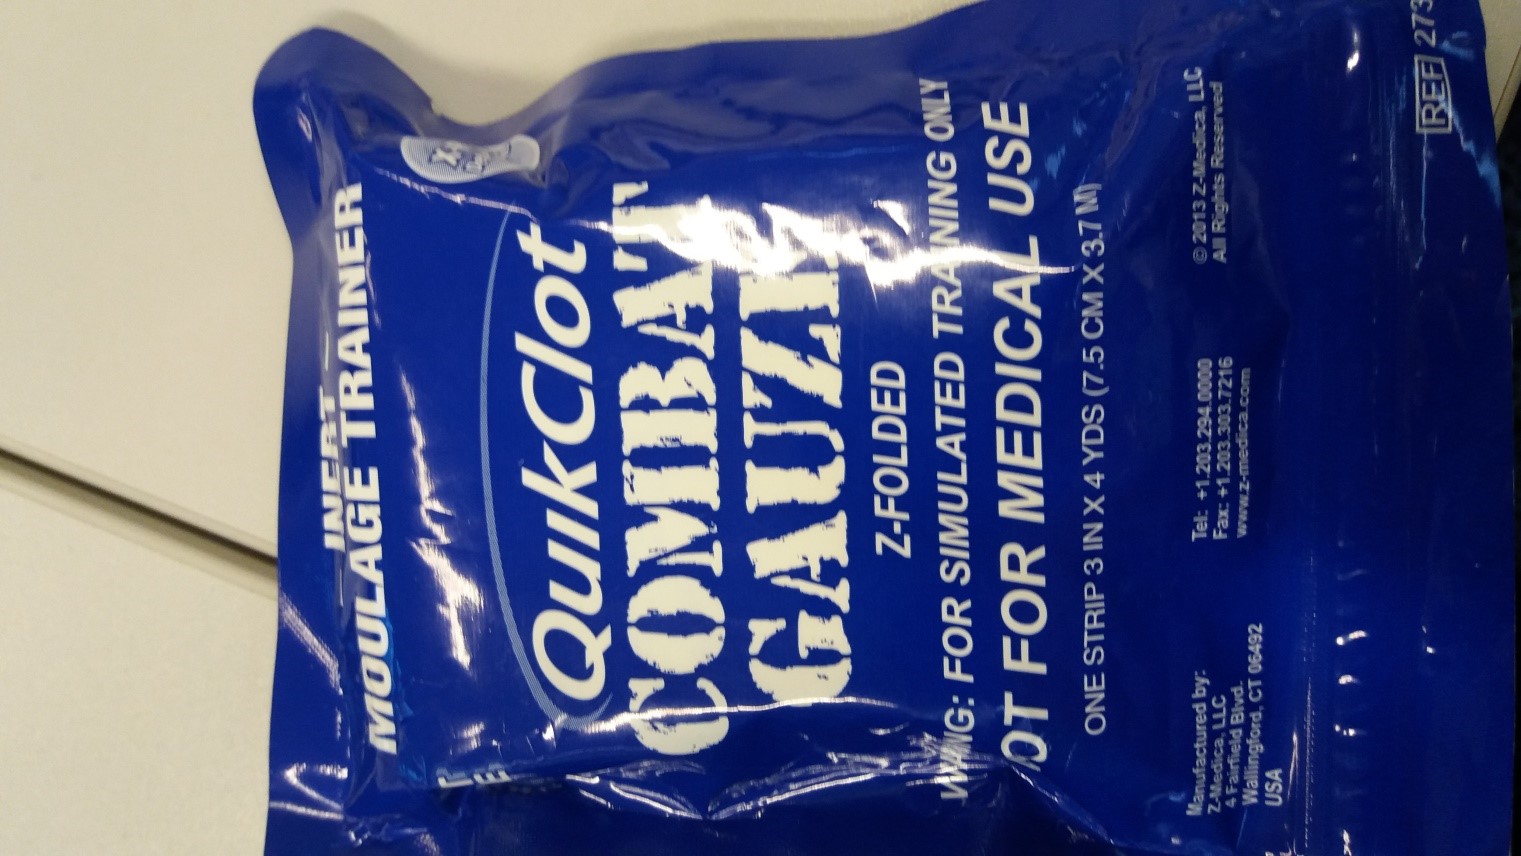 INERT
MOULAGE TRAINER
QuikClot
COMBAT
GAUZE
Z-FOLDED
FOR SIMULATED TRAINING ONLY
FOR MEDICAL USE
ONE STRIP 3 IN X 4 YDS (7.5 CM X 3.7 M)
Manufactured by:
Z-Medica, LLC
4 Fairfield Blvd.
Wallingford, CT 06492
USA
Tel: +1.203.294.0000
Fax: +1.203.303.7216
www.z-medica.com
© 2013 Z-Medica, LLC
All Rights Reserved
REF 273